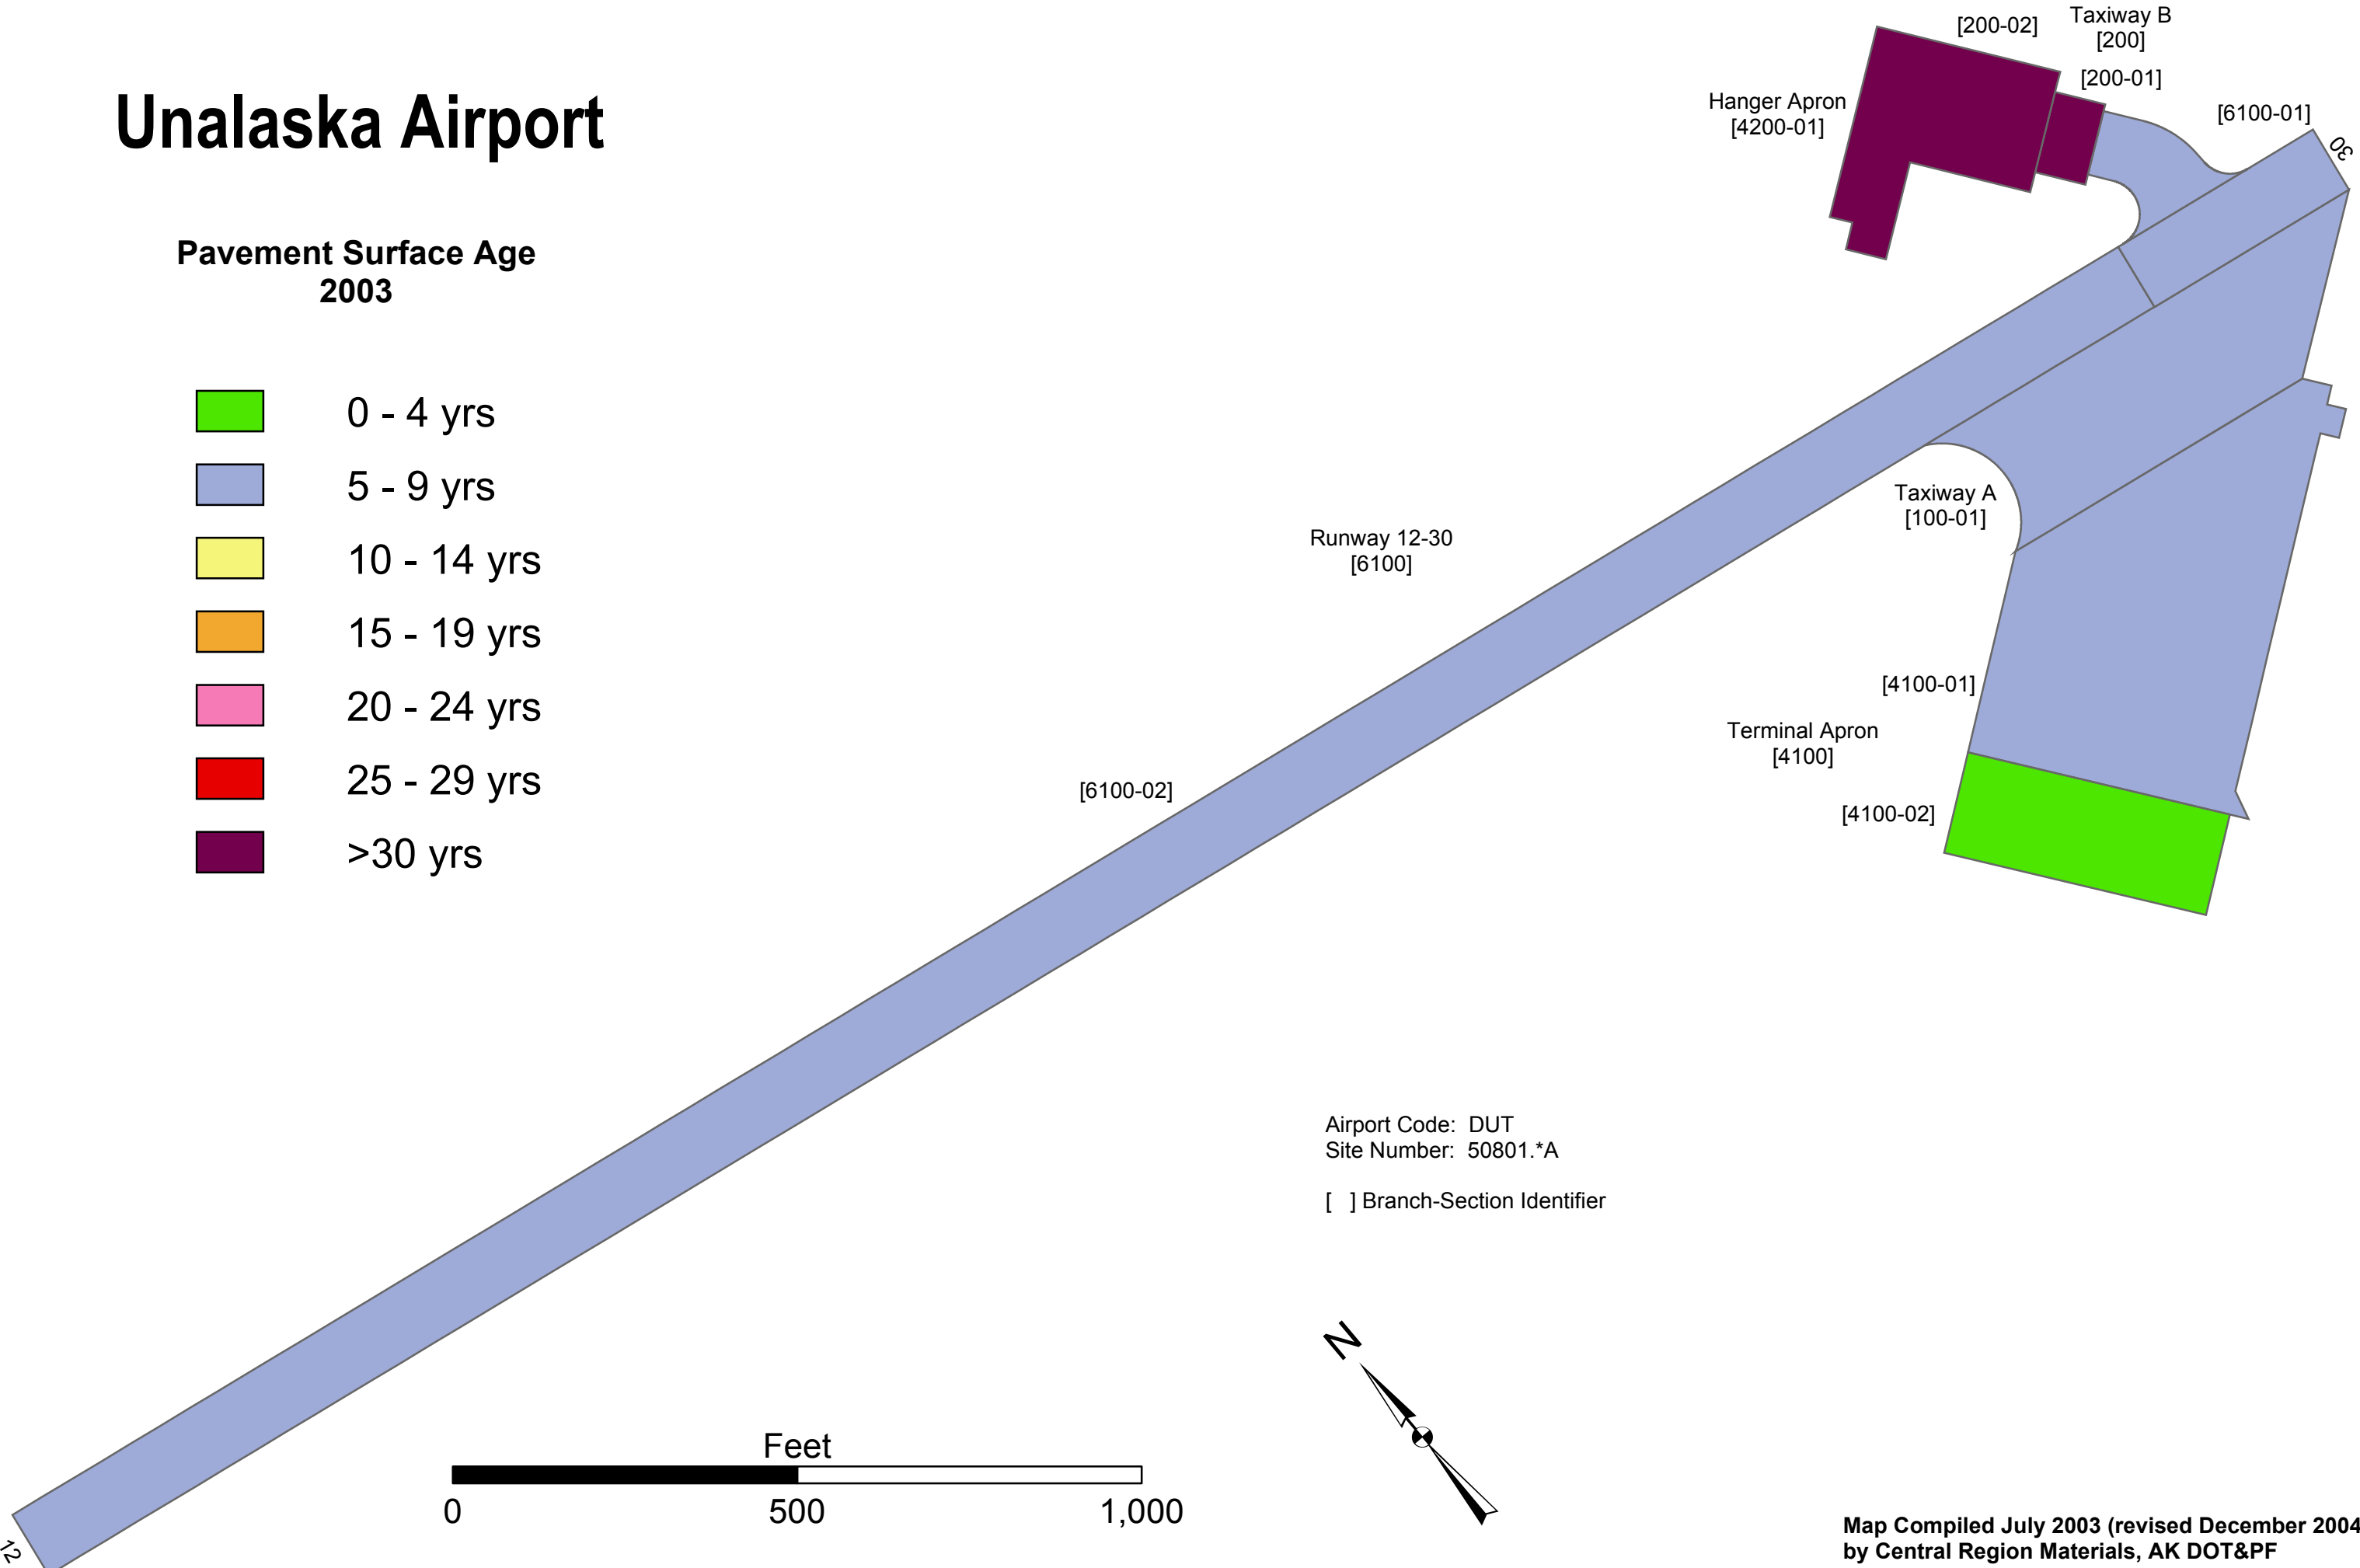 Unalaska Airport
Pavement Surface Age
2003
0 - 4 yrs
5 - 9 yrs
10 - 14 yrs
15 - 19 yrs
20 - 24 yrs
25 - 29 yrs
>30 yrs
[200-02]
Taxiway B
[200]
[200-01]
Hanger Apron
[4200-01]
[6100-01]
30
Taxiway A
[100-01]
Runway 12-30
[6100]
[4100-01]
Terminal Apron
[4100]
[6100-02]
[4100-02]
Airport Code: DUT
Site Number: 50801.*A
[ ] Branch-Section Identifier
N
Feet
0 500 1,000
12
Map Compiled July 2003 (revised December 2004
by Central Region Materials, AK DOT&PF